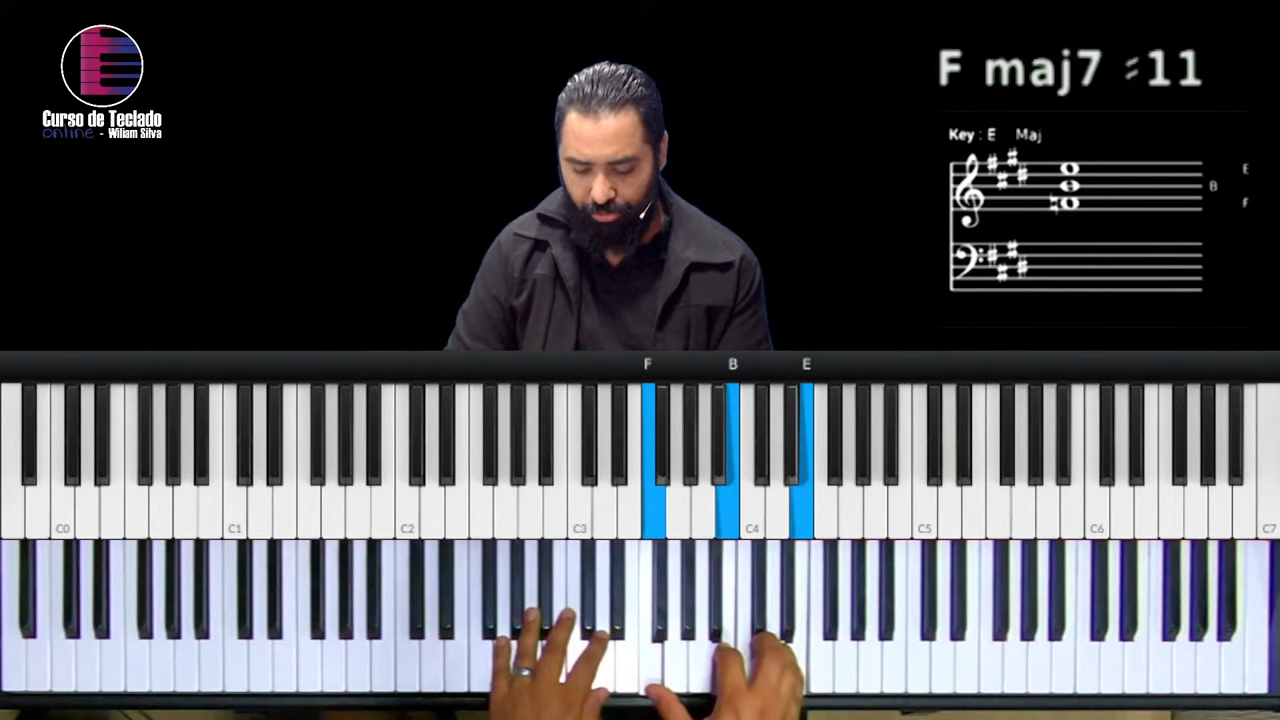 Curso de Teclado
online - Wiliam Silva
F maj7 #11
Key : E Maj
E
B
F B E
C0 C1 C2 C3 C4 C5 C6 C7